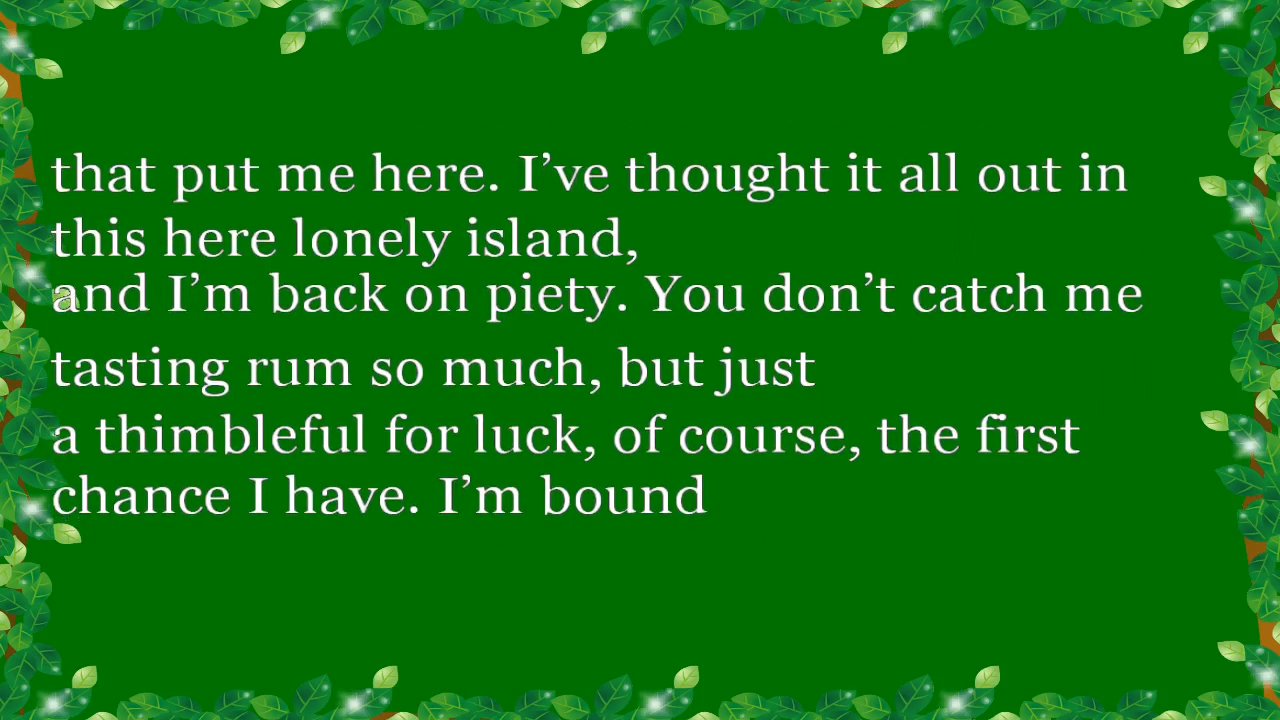 that put me here. I’ve thought it all out in
this here lonely island,
and I’m back on piety. You don’t catch me
tasting rum so much, but just
a thimbleful for luck, of course, the first
chance I have. I’m bound